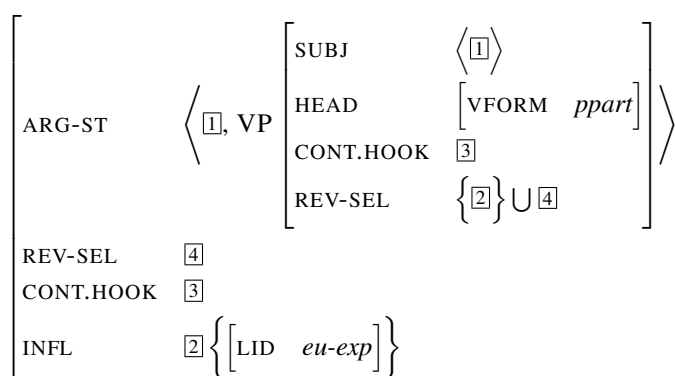 SUBJ ⟨[1]⟩
ARG-ST ⟨[1], VP HEAD [VFORM ppart]⟩
CONT.HOOK [3]
REV-SEL {[2]} ⋃ [4]
REV-SEL [4]
CONT.HOOK [3]
INFL [2] {[LID eu-exp]}